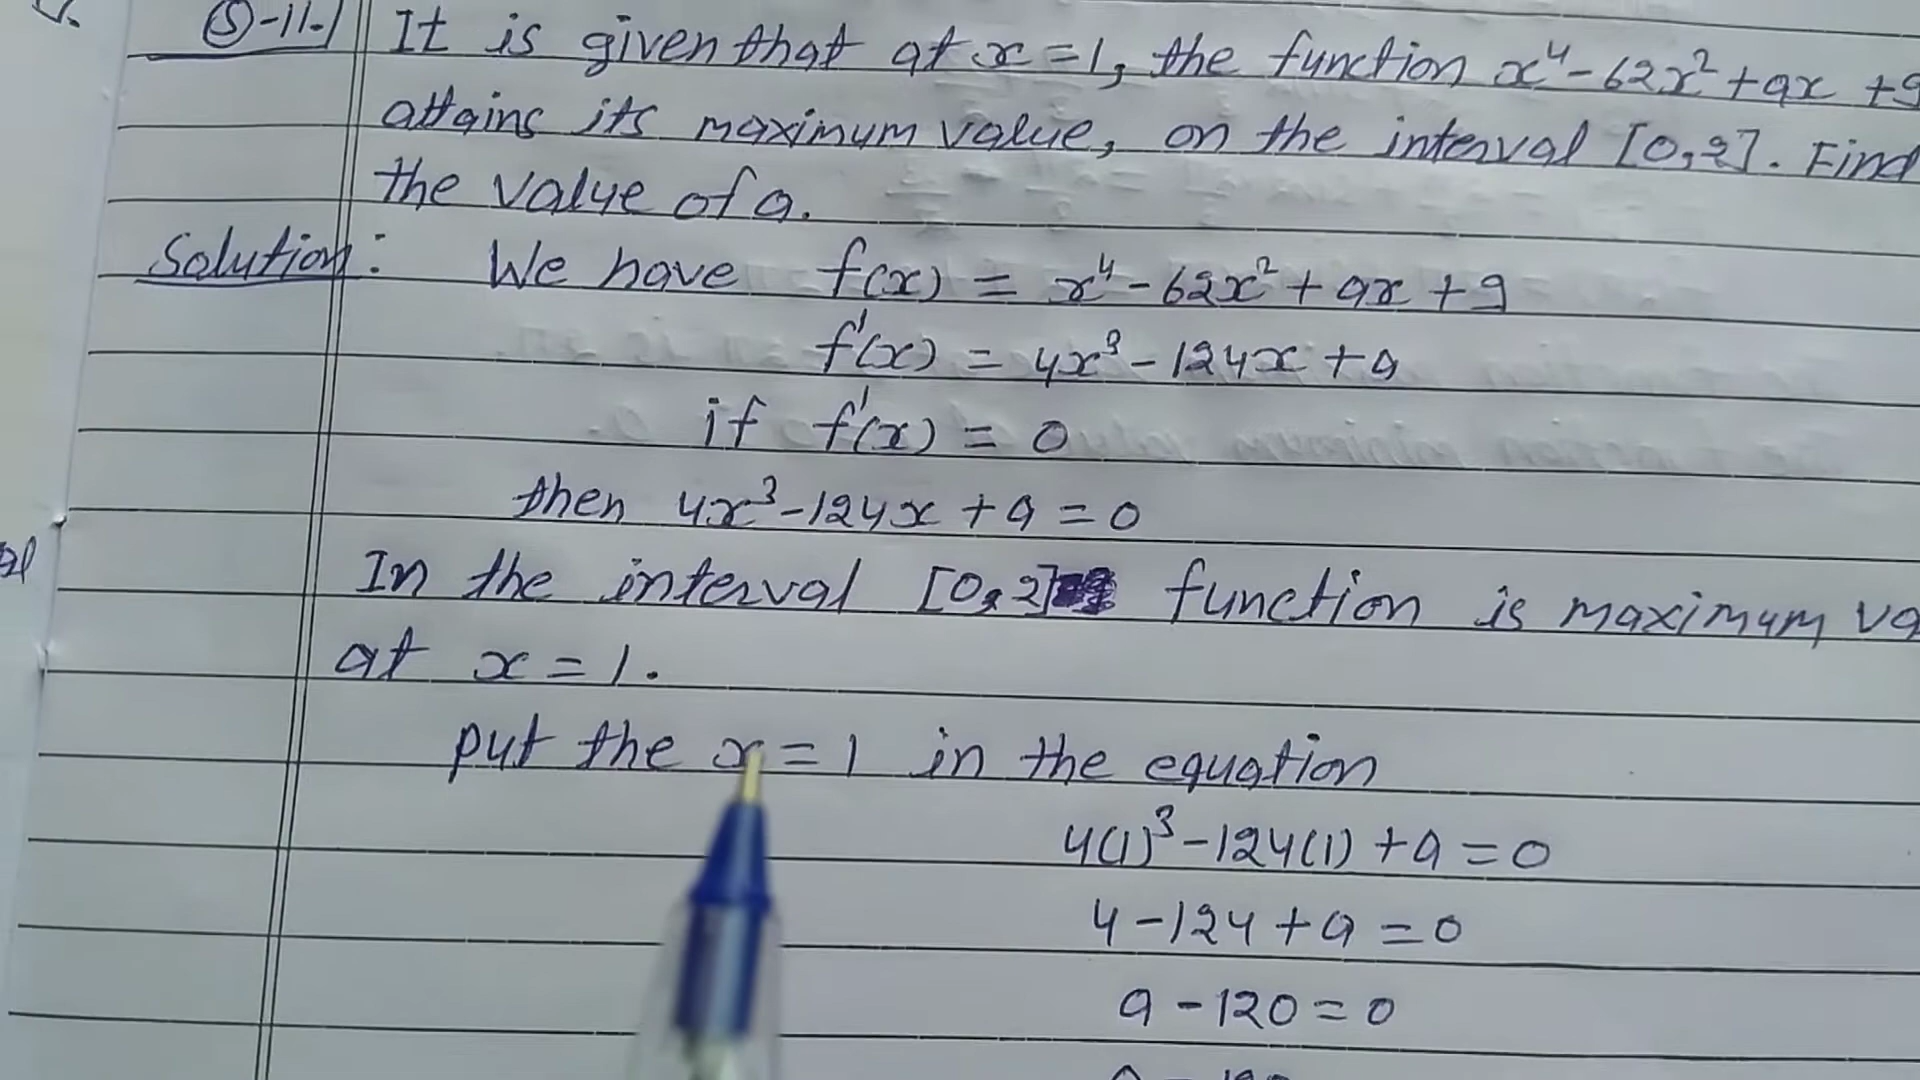 S-11. It is given that at x=1, the function x⁴-62x²+ax +9
attains its maximum value, on the interval [0,2]. Find
the value of a.
Solution: We have f(x) = x⁴-62x²+ax+9
f'(x) = 4x³-124x+a
if f'(x) = 0
then 4x³-124x+a=0
In the interval [0,2] function is maximum va
at x=1.
put the x=1 in the equation
4(1)³-124(1)+a=0
4-124+a=0
a-120=0